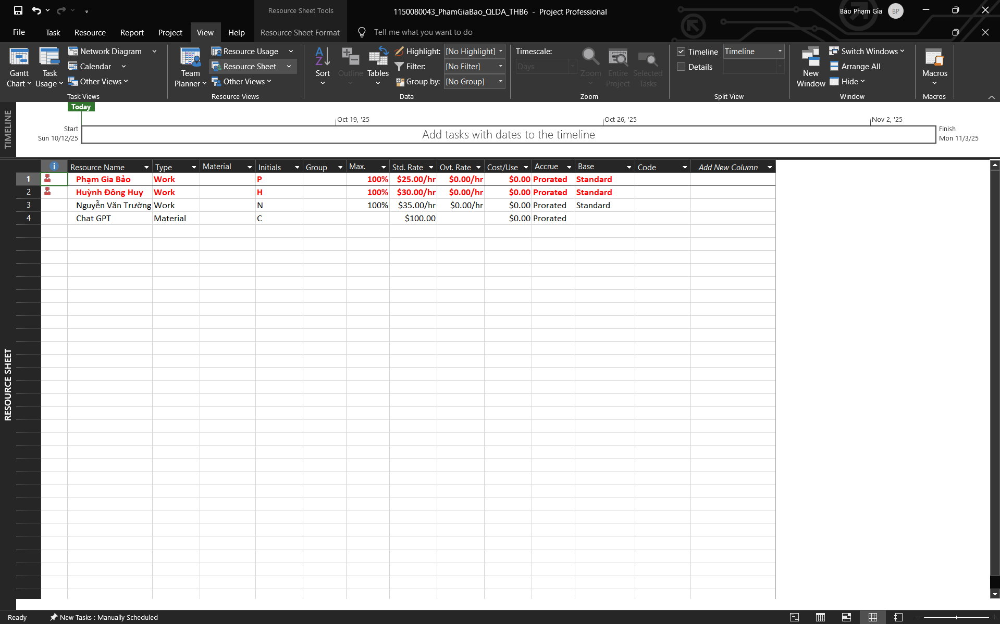 Resource Sheet Tools
1150080043_PhamGiaBao_QLDA_THB6 - Project Professional
Bảo Phạm Gia BP
File Task Resource Report Project View Help Resource Sheet Format Tell me what you want to do
Gantt Chart
Task Usage
Network Diagram
Calendar
Other Views
Task Views
Team Planner
Resource Usage
Resource Sheet
Other Views
Resource Views
Sort
Outline
Tables
Highlight: [No Highlight]
Filter: [No Filter]
Group by: [No Group]
Data
Timescale:
Days
Zoom
Entire Project
Selected Tasks
Zoom
Timeline Timeline
Details
Split View
New Window
Switch Windows
Arrange All
Hide
Window
Macros
Macros
TIMELINE
Today
Oct 19, '25 Oct 26, '25 Nov 2, '25
Start
Sun 10/12/25
Add tasks with dates to the timeline
Finish
Mon 11/3/25
RESOURCE SHEET
Resource Name Type Material Initials Group Max. Std. Rate Ovt. Rate Cost/Use Accrue Base Code Add New Column
1 Phạm Gia Bảo Work P 100% $25.00/hr $0.00/hr $0.00 Prorated Standard
2 Huỳnh Đông Huy Work H 100% $30.00/hr $0.00/hr $0.00 Prorated Standard
3 Nguyễn Văn Trường Work N 100% $35.00/hr $0.00/hr $0.00 Prorated Standard
4 Chat GPT Material C $100.00 $0.00 Prorated
Ready New Tasks : Manually Scheduled